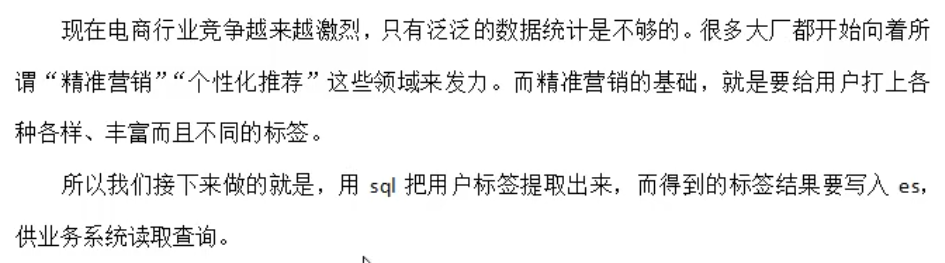 现在电商行业竞争越来越激烈，只有泛泛的数据统计是不够的。很多大厂都开始向着所
谓“精准营销”“个性化推荐”这些领域来发力。而精准营销的基础，就是要给用户打上各
种各样、丰富而且不同的标签。
所以我们接下来做的就是，用 sql 把用户标签提取出来，而得到的标签结果要写入 es，
供业务系统读取查询。